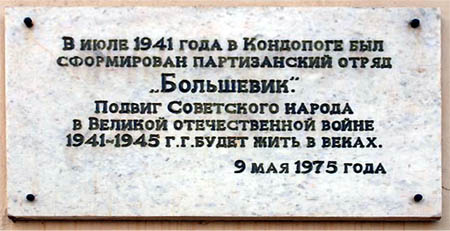 В ИЮЛЕ 1941 ГОДА В КОНДОПОГЕ БЫЛ
СФОРМИРОВАН ПАРТИЗАНСКИЙ ОТРЯД
„БОЛЬШЕВИК".
ПОДВИГ СОВЕТСКОГО НАРОДА
В ВЕЛИКОЙ ОТЕЧЕСТВЕННОЙ ВОЙНЕ
1941-1945 Г.Г. БУДЕТ ЖИТЬ В ВЕКАХ.
9 МАЯ 1975 ГОДА